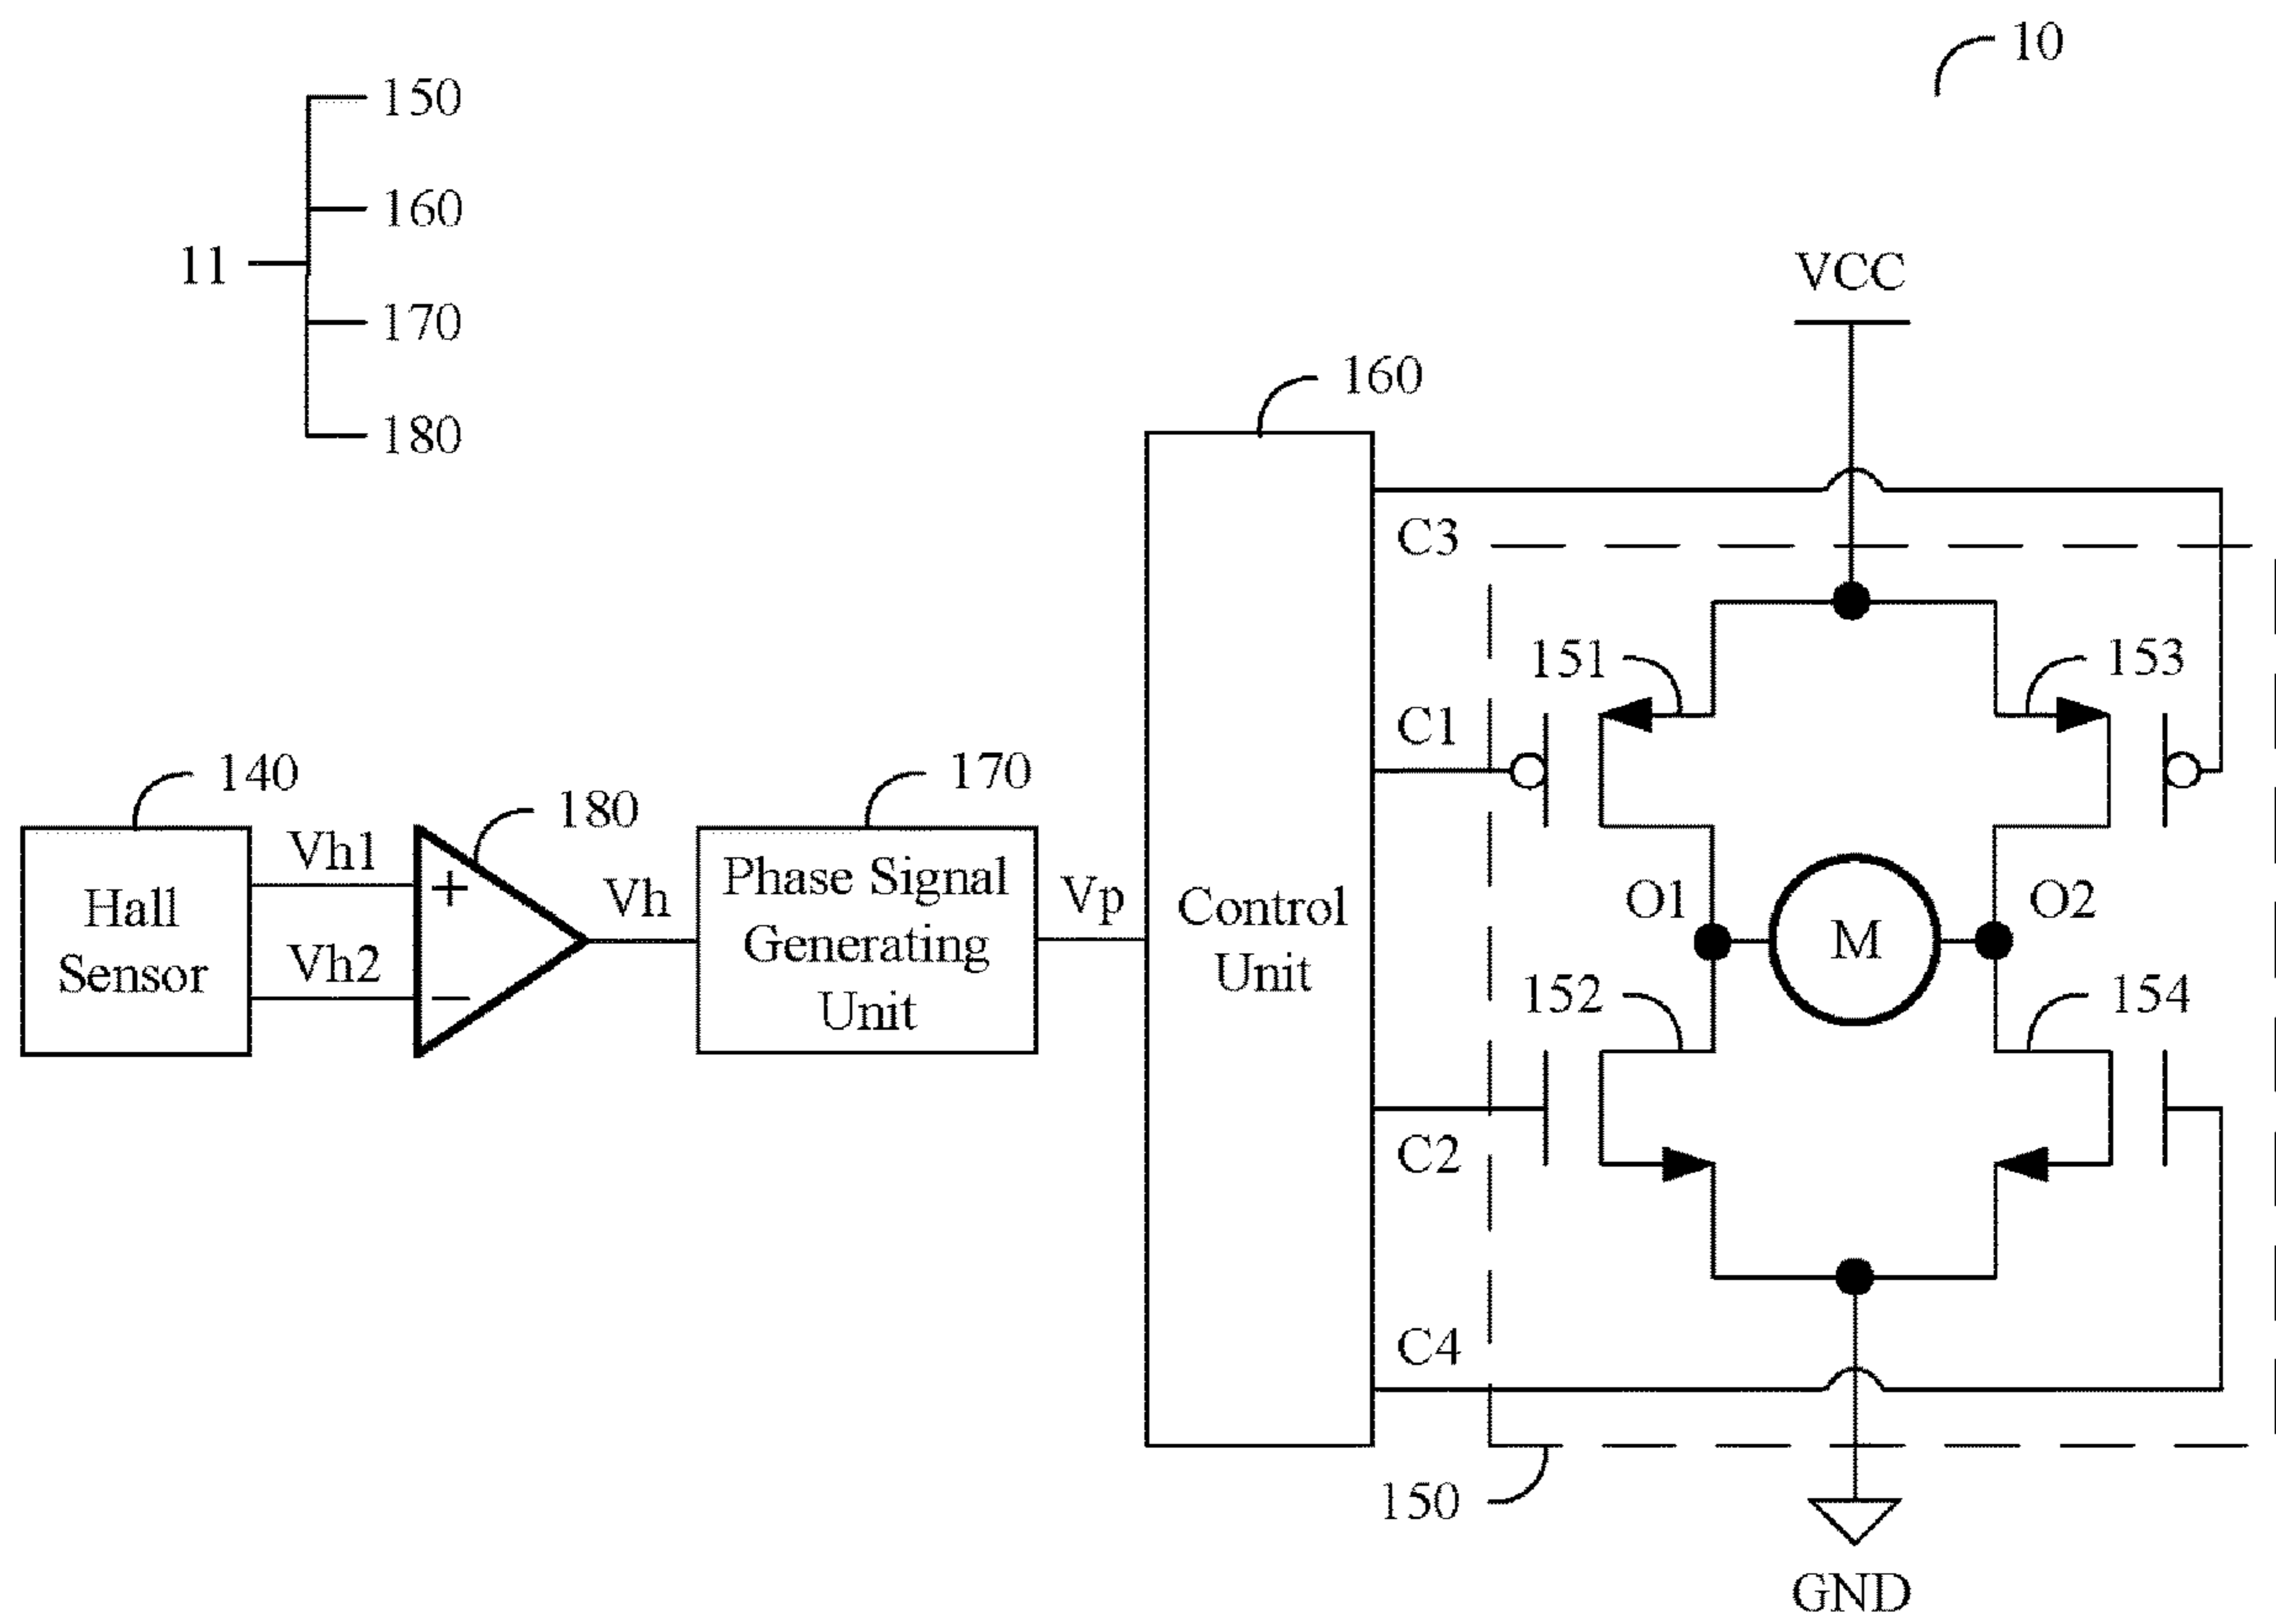 10
150
160
11
170
180
VCC
160
C3
151
153
C1
140
180
170
Vh1
+
Hall
Sensor
Vh2
−
Vh
Phase Signal
Generating
Unit
Vp
Control
Unit
O1
M
O2
152
154
C2
C4
150
GND